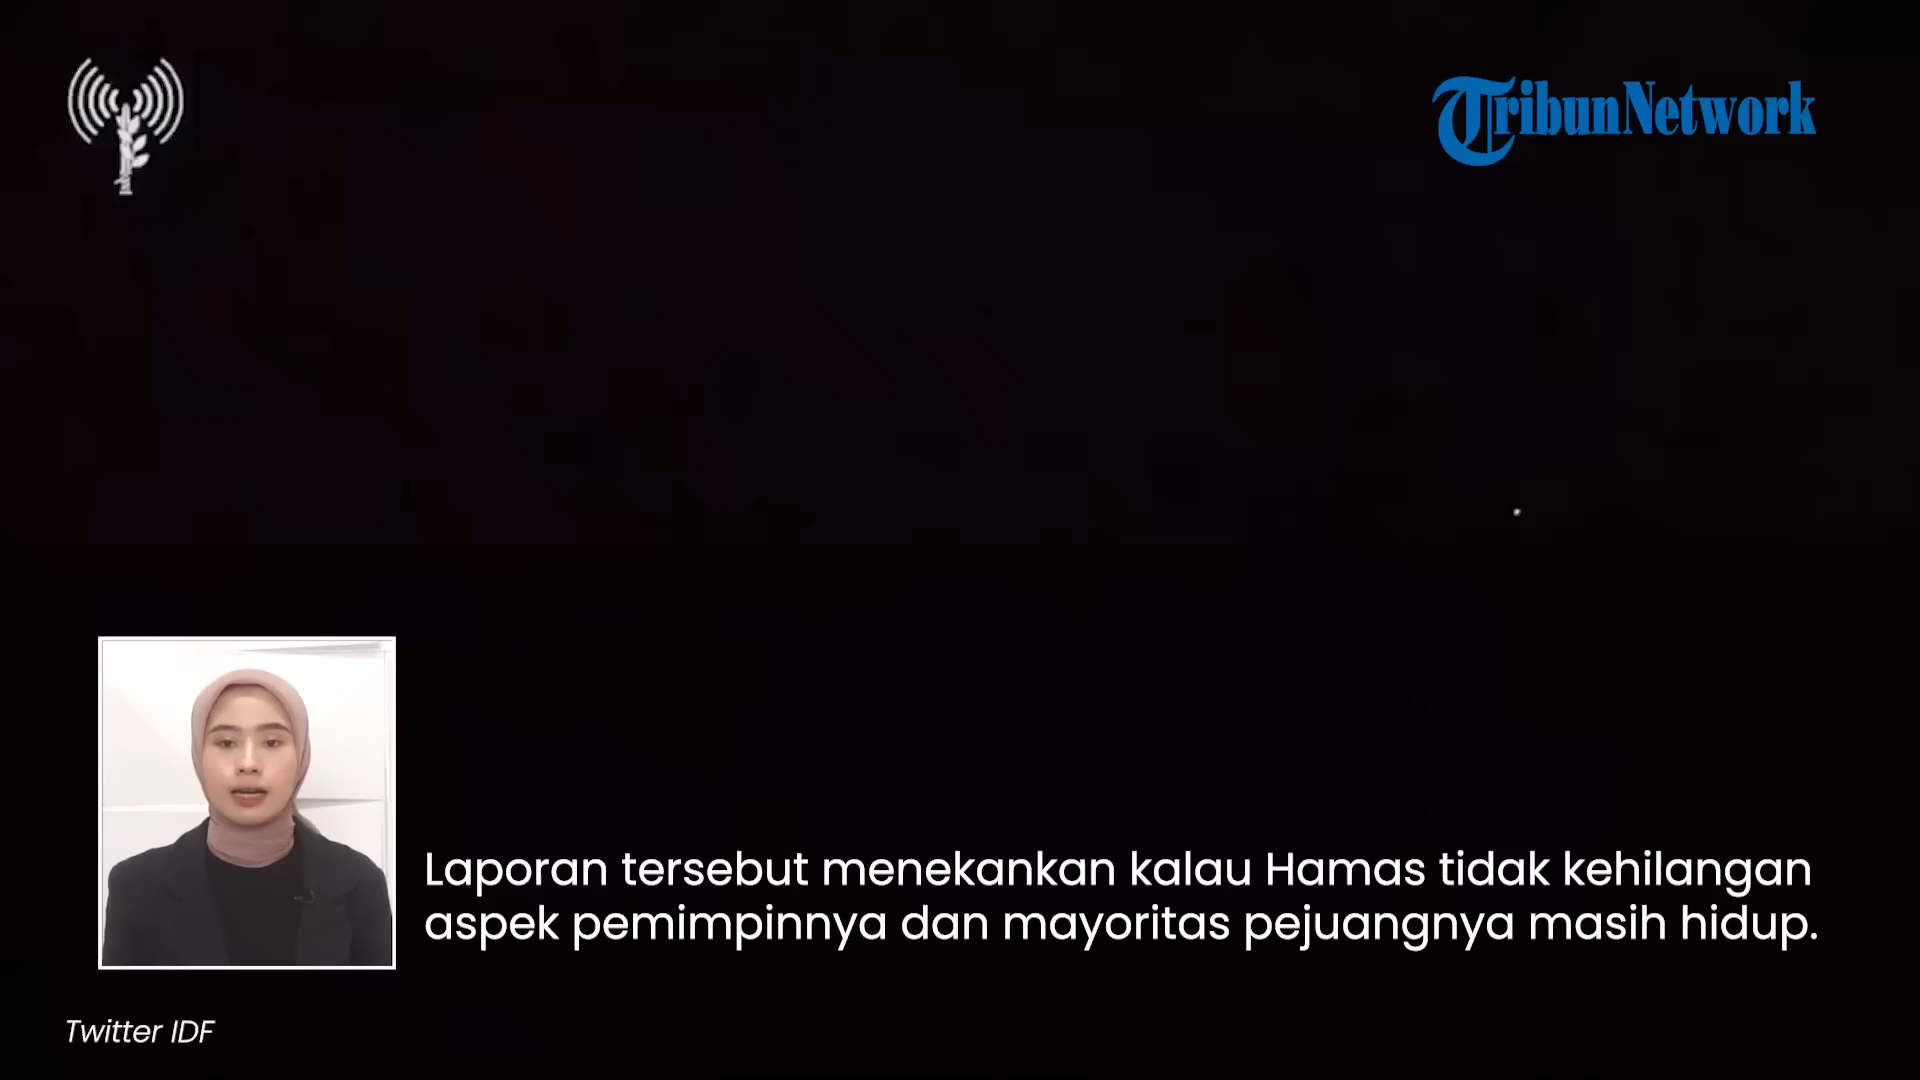 TribunNetwork
Laporan tersebut menekankan kalau Hamas tidak kehilangan
aspek pemimpinnya dan mayoritas pejuangnya masih hidup.
Twitter IDF